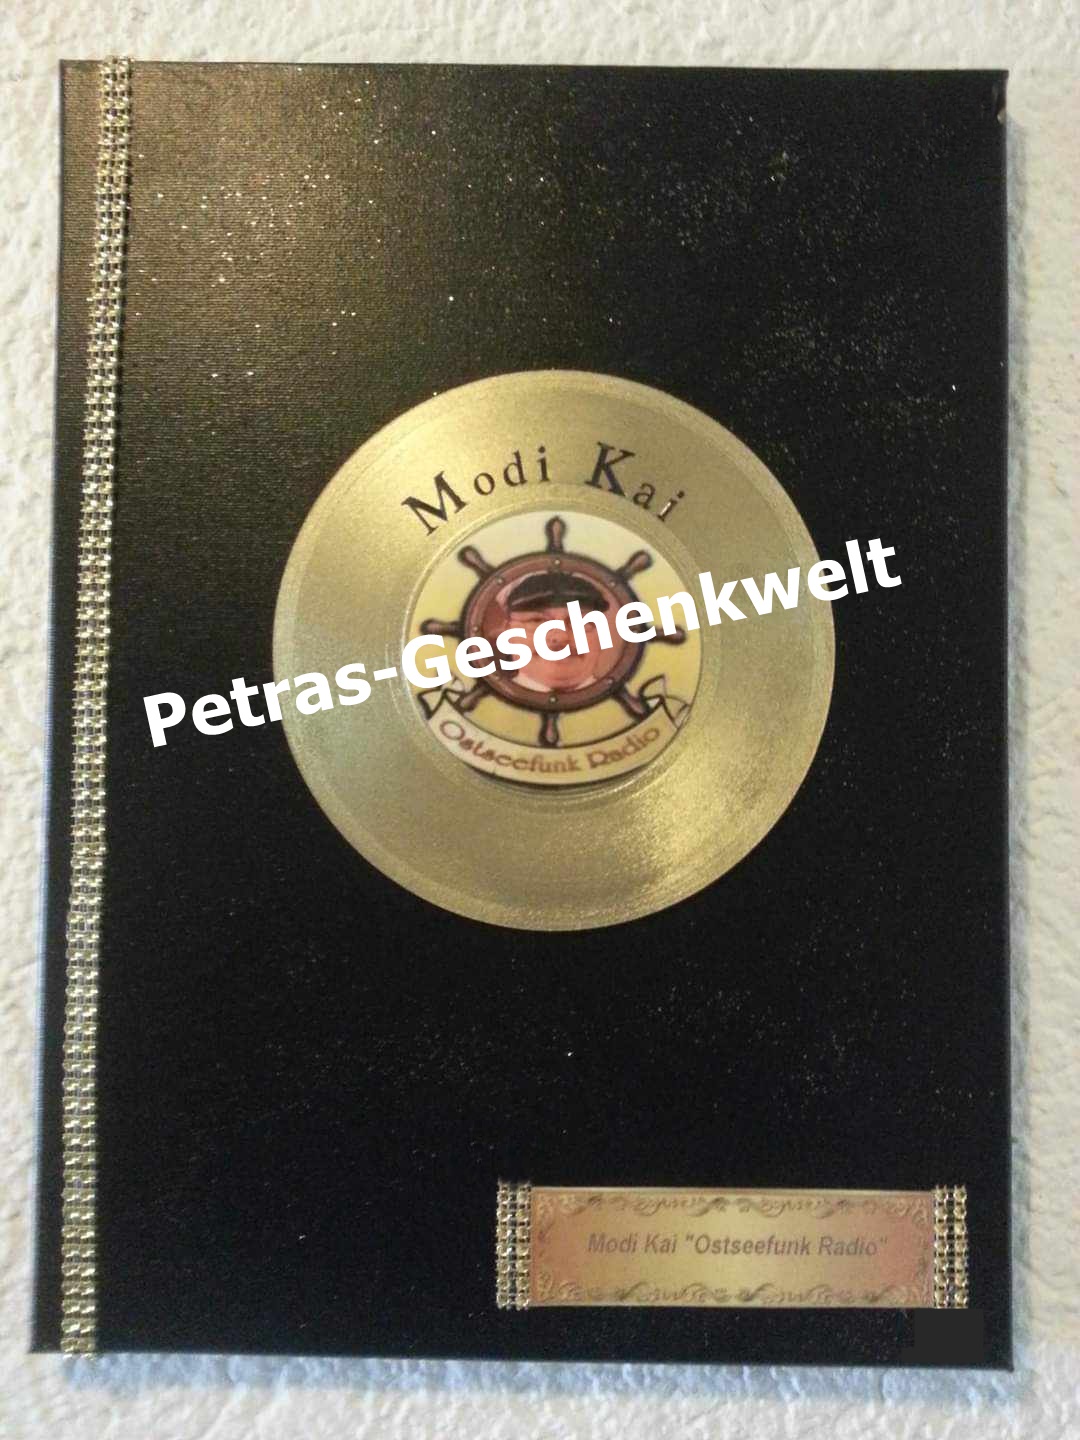 Modi Kai
Petras-Geschenkwelt
Ostseefunk Radio
Modi Kai "Ostseefunk Radio"